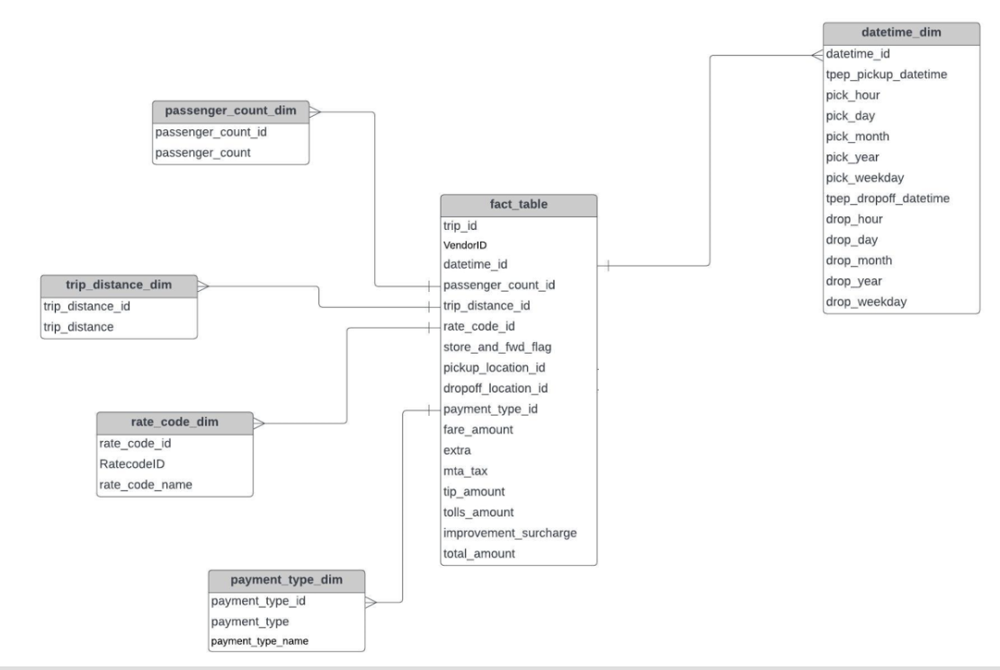 datetime_dim
datetime_id
tpep_pickup_datetime
pick_hour
pick_day
pick_month
pick_year
pick_weekday
tpep_dropoff_datetime
drop_hour
drop_day
drop_month
drop_year
drop_weekday
passenger_count_dim
passenger_count_id
passenger_count
fact_table
trip_id
VendorID
datetime_id
passenger_count_id
trip_distance_id
rate_code_id
store_and_fwd_flag
pickup_location_id
dropoff_location_id
payment_type_id
fare_amount
extra
mta_tax
tip_amount
tolls_amount
improvement_surcharge
total_amount
trip_distance_dim
trip_distance_id
trip_distance
rate_code_dim
rate_code_id
RatecodeID
rate_code_name
payment_type_dim
payment_type_id
payment_type
payment_type_name